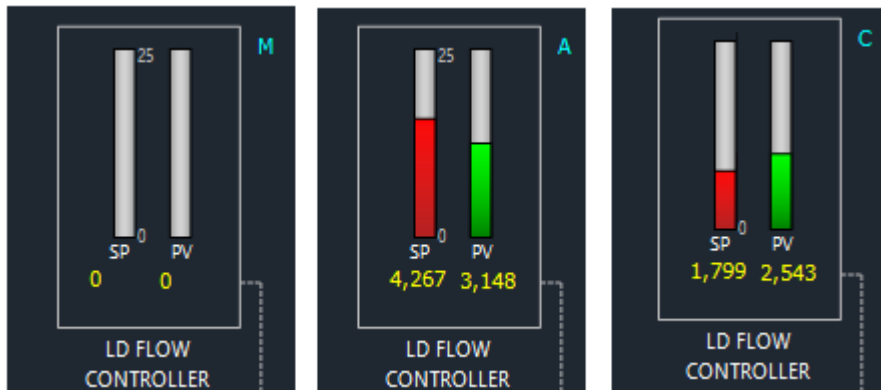 M
25
0
SP PV
0 0
LD FLOW
CONTROLLER
A
25
0
SP PV
4,267 3,148
LD FLOW
CONTROLLER
C
0
SP PV
1,799 2,543
LD FLOW
CONTROLLER